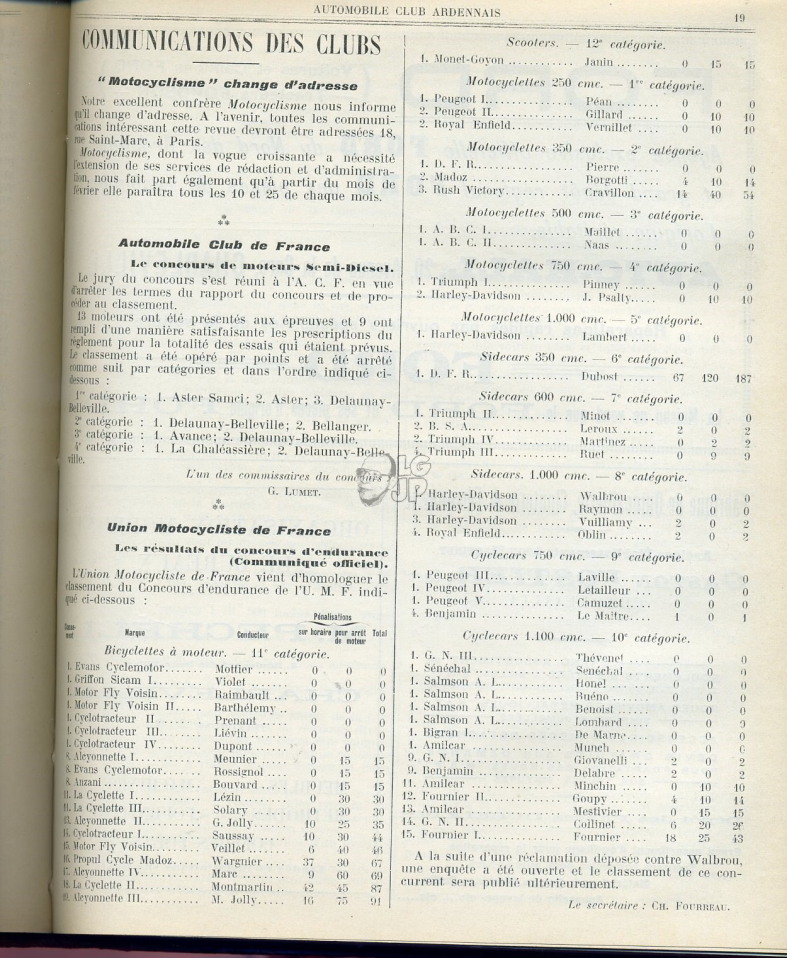 AUTOMOBILE CLUB ARDENNAIS 19
COMMUNICATIONS DES CLUBS
"Motocyclisme" change d'adresse
Notre excellent confrère Motocyclisme nous informe
qu'il change d'adresse. A l'avenir, toutes les communi-
cations intéressant cette revue devront être adressées 18,
rue Saint-Marc, à Paris.
Motocyclisme, dont la vogue croissante a nécessité
l'extension de ses services de rédaction et d'administra-
tion, nous fait part également qu'à partir du mois de
février elle paraîtra tous les 10 et 25 de chaque mois.
*
**
Automobile Club de France
Le concours de moteurs Semi-Diesel.
Le jury du concours s'est réuni à l'A. C. F. en vue
d'arrêter les termes du rapport du concours et de pro-
céder au classement.
13 moteurs ont été présentés aux épreuves et 9 ont
rempli d'une manière satisfaisante les prescriptions du
règlement pour la totalité des essais qui étaient prévus.
Le classement a été opéré par points et a été arrêté
comme suit par catégories et dans l'ordre indiqué ci-
dessous :
1re catégorie : 1. Aster Samci; 2. Aster; 3. Delaunay-
Belleville.
2e catégorie : 1. Delaunay-Belleville; 2. Bellanger.
3e catégorie : 1. Avance; 2. Delaunay-Belleville.
4e catégorie : 1. La Chaléassière; 2. Delaunay-Belle-
ville.
L'un des commissaires du concours :
G. LUMET.
*
**
Union Motocycliste de France
Les résultats du concours d'endurance
(Communiqué officiel).
L'Union Motocycliste de France vient d'homologuer le
classement du Concours d'endurance de l'U. M. F. indi-
qué ci-dessous :
Pénalisations
Marque Conducteur sur horaire pour arrêt Total
de moteur
Bicyclettes à moteur. — 11e catégorie.
1. Evans Cyclemotor....... Mottier ...... 0 0 0
1. Griffon Sicam I.......... Violet ....... 0 0 0
1. Motor Fly Voisin......... Raimbault ... 0 0 0
1. Motor Fly Voisin II..... Barthélemy .. 0 0 0
1. Cyclotracteur II ......... Prenant ..... 0 0 0
1. Cyclotracteur III......... Liévin ....... 0 0 0
1. Cyclotracteur IV......... Dupont ...... 0 0 0
8. Alcyonnette I............ Meunier ..... 0 15 15
8. Evans Cyclemotor....... Rossignol .... 0 15 15
8. Anzani .................. Bouvard ..... 0 15 15
11. La Cyclette I............ Lézin ........ 0 30 30
11. La Cyclette III.......... Solary ....... 0 30 30
13. Alcyonnette II........... G. Jolly...... 10 25 35
14. Cyclotracteur I.......... Saussay ..... 10 30 44
15. Motor Fly Voisin........ Veillet ....... 6 40 46
16. Propul Cycle Madoz..... Wargnier .... 37 30 67
17. Alcyonnette IV.......... Marc ......... 9 60 69
18. La Cyclette II........... Montmartin .. 42 45 87
19. Alcyonnette III.......... M. Jolly...... 16 75 91
Scooters. — 12e catégorie.
1. Monet-Goyon ............ Janin ........ 0 15 15
Motocyclettes 250 cmc. — 1re catégorie.
1. Peugeot I................ Péan ........ 0 0 0
2. Peugeot II............... Gillard ...... 0 10 10
2. Royal Enfield............ Vernillet .... 0 10 10
Motocyclettes 350 cmc. — 2e catégorie.
1. D. F. R.................. Pierre ....... 0 0 0
2. Madoz ................... Borgotti ..... 4 10 14
3. Rush Victory............ Cravillon .... 14 40 54
Motocyclettes 500 cmc. — 3e catégorie.
1. A. B. C. I............... Maillet ...... 0 0 0
1. A. B. C. II.............. Naas ........ 0 0 0
Motocyclettes 750 cmc. — 4e catégorie.
1. Triumph I............... Pinney ...... 0 0 0
2. Harley-Davidson ........ J. Psalty..... 0 10 10
Motocyclettes 1.000 cmc. — 5e catégorie.
1. Harley-Davidson ........ Lambert ..... 0 0 0
Sidecars 350 cmc. — 6e catégorie.
1. D. F. R.................. Dubost ...... 67 120 187
Sidecars 600 cmc. — 7e catégorie.
1. Triumph II.............. Minot ....... 0 0 0
2. B. S. A.................. Leroux ...... 2 0 2
2. Triumph IV.............. Martinez .... 0 2 2
4. Triumph III............. Ruet ........ 0 9 9
Sidecars. 1.000 cmc. — 8e catégorie.
1. Harley-Davidson ........ Walbrou .... 0 0 0
1. Harley-Davidson ........ Raymon ..... 0 0 0
3. Harley-Davidson ........ Vuilliamy ... 2 0 2
4. Royal Enfield............ Oblin ........ 2 0 2
Cyclecars 750 cmc. — 9e catégorie.
1. Peugeot III.............. Laville ...... 0 0 0
1. Peugeot IV.............. Letailleur ... 0 0 0
1. Peugeot V............... Camuzet .... 0 0 0
4. Benjamin ................ Le Maître.... 1 0 1
Cyclecars 1.100 cmc. — 10e catégorie.
1. G. N. III................ Thévenet .... 0 0 0
1. Sénéchal ................ Senéchal .... 0 0 0
1. Salmson A. L............ Honel ....... 0 0 0
1. Salmson A. L............ Buéno ....... 0 0 0
1. Salmson A. L............ Benoist ...... 0 0 0
1. Salmson A. L............ Lombard .... 0 0 0
1. Bigran I................. De Marne.... 0 0 0
1. Amilcar ................. Munch ...... 0 0 0
9. G. N. I.................. Giovanelli ... 2 0 2
9. Benjamin ................ Delabre ..... 2 0 2
11. Amilcar ................ Minchin ..... 0 10 10
12. Fournier II.............. Goupy ....... 4 10 14
13. Amilcar ................ Mestivier .... 0 15 15
14. G. N. II................. Collinet ..... 6 20 26
15. Fournier I............... Fournier .... 18 25 43
A la suite d'une réclamation déposée contre Walbrou,
une enquête a été ouverte et le classement de ce con-
current sera publié ultérieurement.
Le secrétaire : CH. FOURREAU.
LG
JP